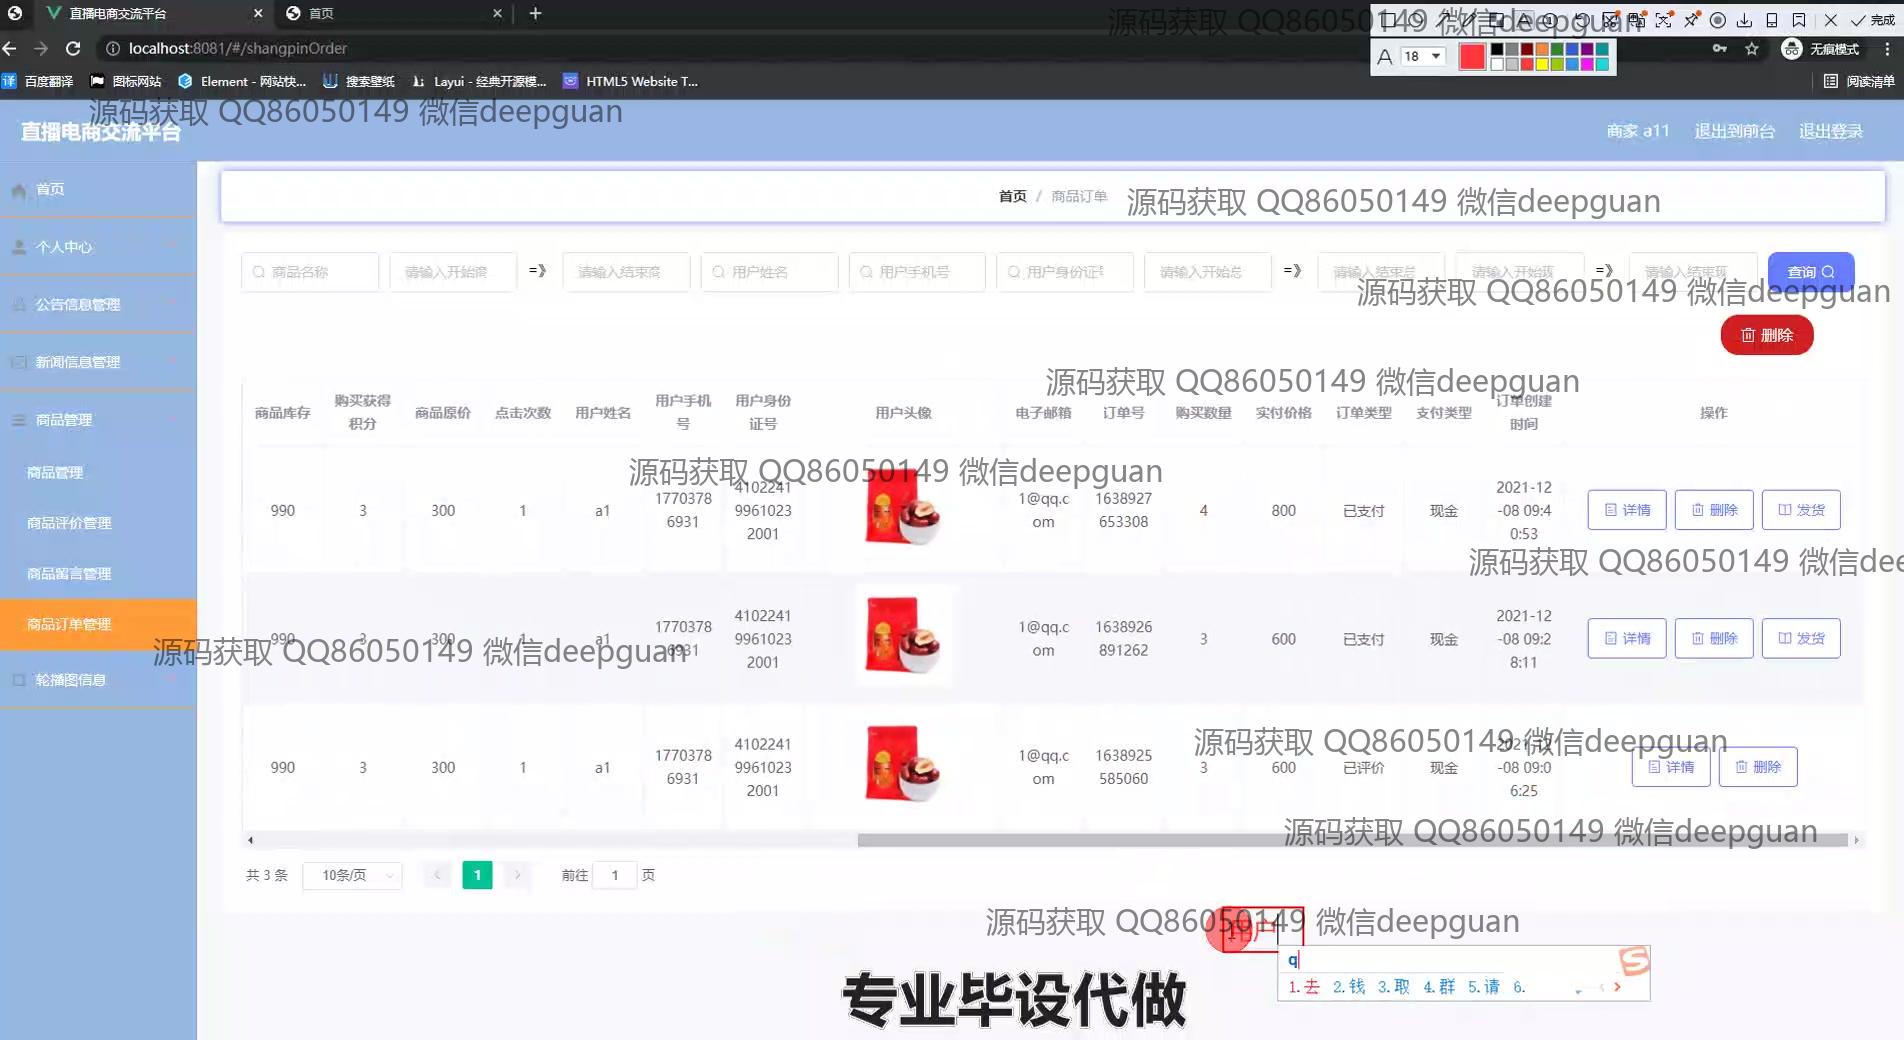 直播电商交流平台
首页
源码获取 QQ86050149 微信deepguan
完成
localhost:8081/#/shangpinOrder
A 18
无痕模式
百度翻译 图标网站 Element - 网站快... 搜索壁纸 Layui - 经典开源模... HTML5 Website T...
阅读清单
源码获取 QQ86050149 微信deepguan
直播电商交流平台
商家 a11 退出到前台 退出登录
首页
个人中心
公告信息管理
新闻信息管理
商品管理
商品管理
商品评价管理
商品留言管理
商品订单管理
轮播图信息
首页 / 商品订单
源码获取 QQ86050149 微信deepguan
商品名称 请输入开始商 =》 请输入结束商 用户姓名 用户手机号 用户身份证号 请输入开始总 =》 请输入结束总 请输入开始现 =》 请输入结束现 查询
源码获取 QQ86050149 微信deepguan
删除
源码获取 QQ86050149 微信deepguan
商品库存 购买获得积分 商品原价 点击次数 用户姓名 用户手机号 用户身份证号 用户头像 电子邮箱 订单号 购买数量 实付价格 订单类型 支付类型 订单创建时间 操作
源码获取 QQ86050149 微信deepguan
990 3 300 1 a1 17703786931 410224199610232001 1@qq.com 1638927653308 4 800 已支付 现金 2021-12-08 09:40:53 详情 删除 发货
源码获取 QQ86050149 微信dee
990 3 300 1 a1 17703786931 410224199610232001 1@qq.com 1638926891262 3 600 已支付 现金 2021-12-08 09:28:11 详情 删除 发货
源码获取 QQ86050149 微信deepguan
源码获取 QQ86050149 微信deepguan
990 3 300 1 a1 17703786931 410224199610232001 1@qq.com 1638925585060 3 600 已评价 现金 2021-12-08 09:06:25 详情 删除
源码获取 QQ86050149 微信deepguan
共 3 条 10条/页 1 前往 1 页
源码获取 QQ86050149 微信deepguan
用户
q
1.去 2.钱 3.取 4.群 5.请 6.
专业毕设代做